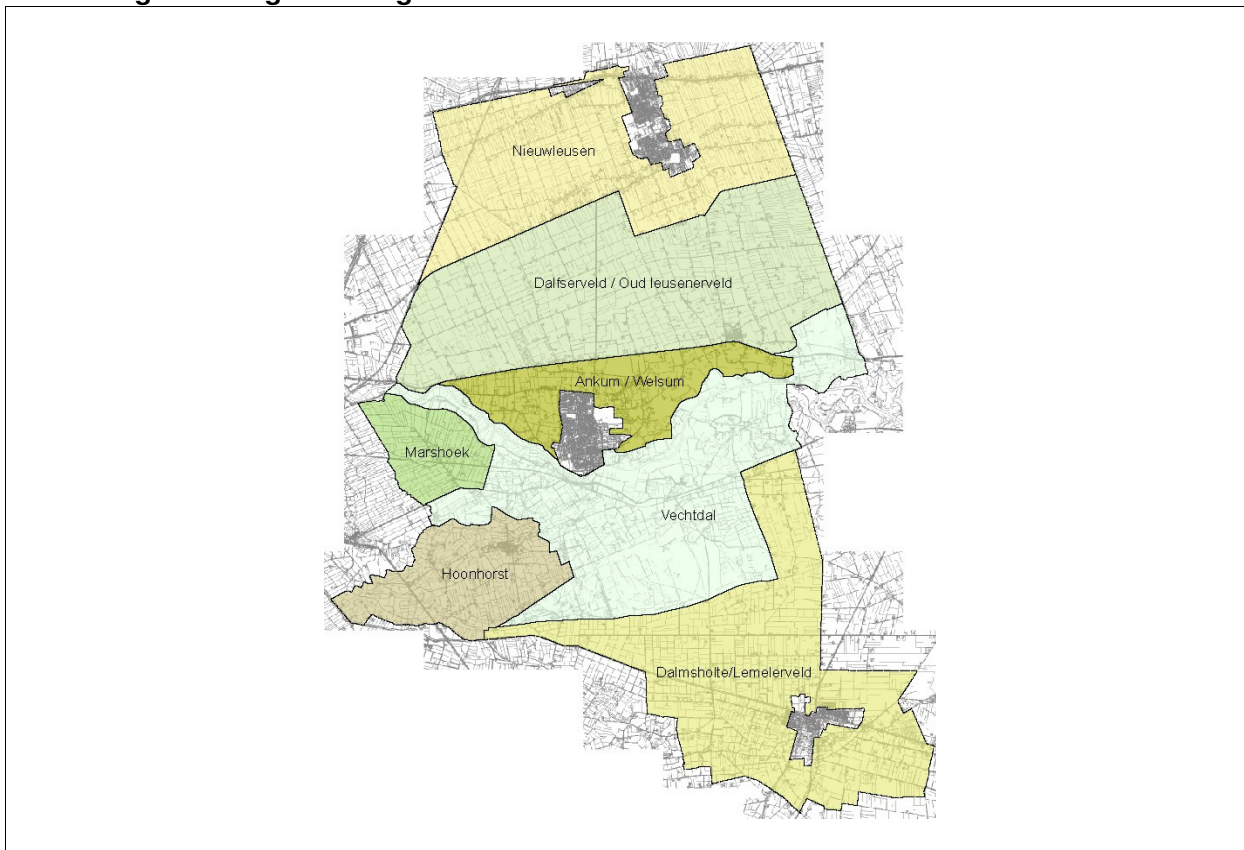 Nieuwleusen
Dalfserveld / Oud leusenerveld
Ankum / Welsum
Marshoek
Vechtdal
Hoonhorst
Dalmsholte/Lemelerveld